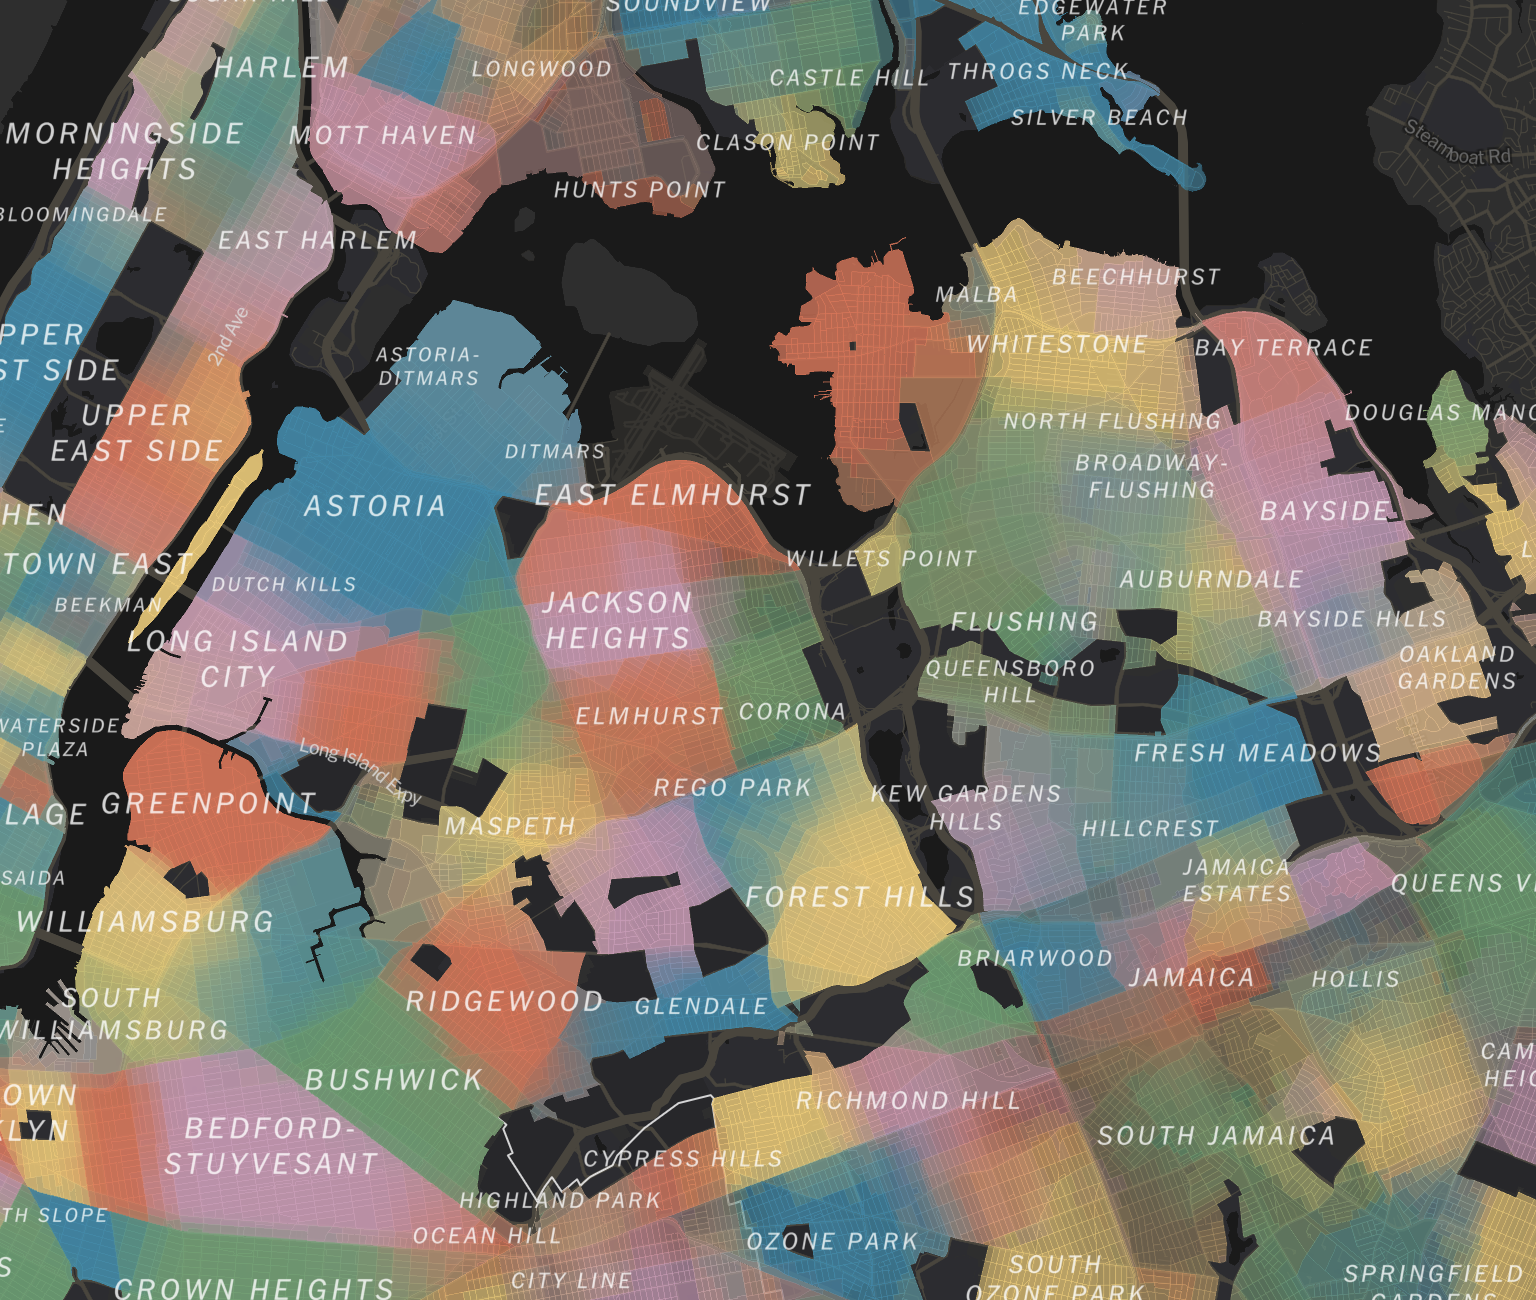 SOUNDVIEW
EDGEWATER
PARK
HARLEM
LONGWOOD
CASTLE HILL
THROGS NECK
SILVER BEACH
MORNINGSIDE
HEIGHTS
MOTT HAVEN
CLASON POINT
HUNTS POINT
Steamboat Rd
BLOOMINGDALE
EAST HARLEM
MALBA
BEECHHURST
2nd Ave
PPER
ST SIDE
ASTORIA-
DITMARS
WHITESTONE
BAY TERRACE
UPPER
EAST SIDE
DITMARS
NORTH FLUSHING
DOUGLAS MANO
BROADWAY-
FLUSHING
HEN
ASTORIA
EAST ELMHURST
BAYSIDE
TOWN EAST
DUTCH KILLS
WILLETS POINT
AUBURNDALE
L
BEEKMAN
JACKSON
HEIGHTS
FLUSHING
BAYSIDE HILLS
LONG ISLAND
CITY
QUEENSBORO
HILL
OAKLAND
GARDENS
WATERSIDE
PLAZA
ELMHURST
CORONA
Long Island Expy
FRESH MEADOWS
LAGE
GREENPOINT
REGO PARK
KEW GARDENS
HILLS
MASPETH
HILLCREST
SAIDA
JAMAICA
ESTATES
FOREST HILLS
QUEENS VI
WILLIAMSBURG
BRIARWOOD
JAMAICA
HOLLIS
SOUTH
WILLIAMSBURG
RIDGEWOOD
GLENDALE
BUSHWICK
CAM
HEIG
OWN
KLYN
BEDFORD-
STUYVESANT
RICHMOND HILL
SOUTH JAMAICA
CYPRESS HILLS
HIGHLAND PARK
TH SLOPE
OCEAN HILL
OZONE PARK
S
CROWN HEIGHTS
CITY LINE
SOUTH
OZONE PARK
SPRINGFIELD
GARDENS